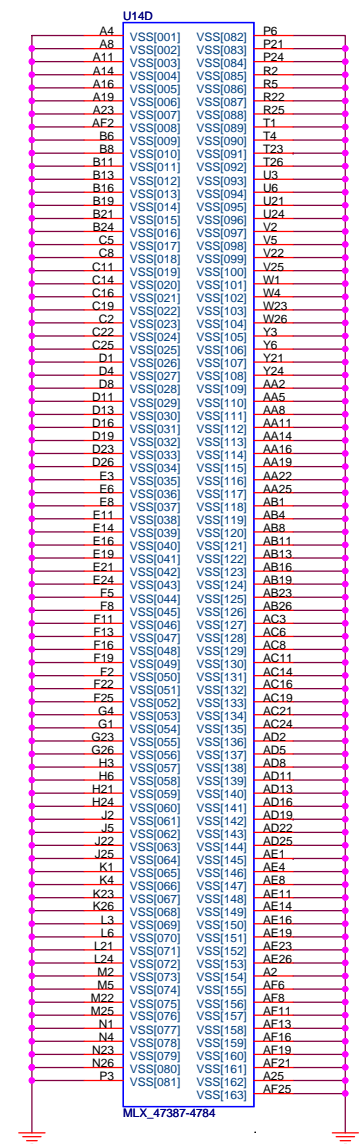 U14D
A4 VSS[001] VSS[082] P6
A8 VSS[002] VSS[083] P21
A11 VSS[003] VSS[084] P24
A14 VSS[004] VSS[085] R2
A16 VSS[005] VSS[086] R5
A19 VSS[006] VSS[087] R22
A23 VSS[007] VSS[088] R25
AF2 VSS[008] VSS[089] T1
B6 VSS[009] VSS[090] T4
B8 VSS[010] VSS[091] T23
B11 VSS[011] VSS[092] T26
B13 VSS[012] VSS[093] U3
B16 VSS[013] VSS[094] U6
B19 VSS[014] VSS[095] U21
B21 VSS[015] VSS[096] U24
B24 VSS[016] VSS[097] V2
C5 VSS[017] VSS[098] V5
C8 VSS[018] VSS[099] V22
C11 VSS[019] VSS[100] V25
C14 VSS[020] VSS[101] W1
C16 VSS[021] VSS[102] W4
C19 VSS[022] VSS[103] W23
C2 VSS[023] VSS[104] W26
C22 VSS[024] VSS[105] Y3
C25 VSS[025] VSS[106] Y6
D1 VSS[026] VSS[107] Y21
D4 VSS[027] VSS[108] Y24
D8 VSS[028] VSS[109] AA2
D11 VSS[029] VSS[110] AA5
D13 VSS[030] VSS[111] AA8
D16 VSS[031] VSS[112] AA11
D19 VSS[032] VSS[113] AA14
D23 VSS[033] VSS[114] AA16
D26 VSS[034] VSS[115] AA19
E3 VSS[035] VSS[116] AA22
E6 VSS[036] VSS[117] AA25
E8 VSS[037] VSS[118] AB1
E11 VSS[038] VSS[119] AB4
E14 VSS[039] VSS[120] AB8
E16 VSS[040] VSS[121] AB11
E19 VSS[041] VSS[122] AB13
E21 VSS[042] VSS[123] AB16
E24 VSS[043] VSS[124] AB19
F5 VSS[044] VSS[125] AB23
F8 VSS[045] VSS[126] AB26
F11 VSS[046] VSS[127] AC3
F13 VSS[047] VSS[128] AC6
F16 VSS[048] VSS[129] AC8
F19 VSS[049] VSS[130] AC11
F2 VSS[050] VSS[131] AC14
F22 VSS[051] VSS[132] AC16
F25 VSS[052] VSS[133] AC19
G4 VSS[053] VSS[134] AC21
G1 VSS[054] VSS[135] AC24
G23 VSS[055] VSS[136] AD2
G26 VSS[056] VSS[137] AD5
H3 VSS[057] VSS[138] AD8
H6 VSS[058] VSS[139] AD11
H21 VSS[059] VSS[140] AD13
H24 VSS[060] VSS[141] AD16
J2 VSS[061] VSS[142] AD19
J5 VSS[062] VSS[143] AD22
J22 VSS[063] VSS[144] AD25
J25 VSS[064] VSS[145] AE1
K1 VSS[065] VSS[146] AE4
K4 VSS[066] VSS[147] AE8
K23 VSS[067] VSS[148] AE11
K26 VSS[068] VSS[149] AE14
L3 VSS[069] VSS[150] AE16
L6 VSS[070] VSS[151] AE19
L21 VSS[071] VSS[152] AE23
L24 VSS[072] VSS[153] AE26
M2 VSS[073] VSS[154] A2
M5 VSS[074] VSS[155] AF6
M22 VSS[075] VSS[156] AF8
M25 VSS[076] VSS[157] AF11
N1 VSS[077] VSS[158] AF13
N4 VSS[078] VSS[159] AF16
N23 VSS[079] VSS[160] AF19
N26 VSS[080] VSS[161] AF21
P3 VSS[081] VSS[162] A25
VSS[163] AF25
MLX_47387-4784
.